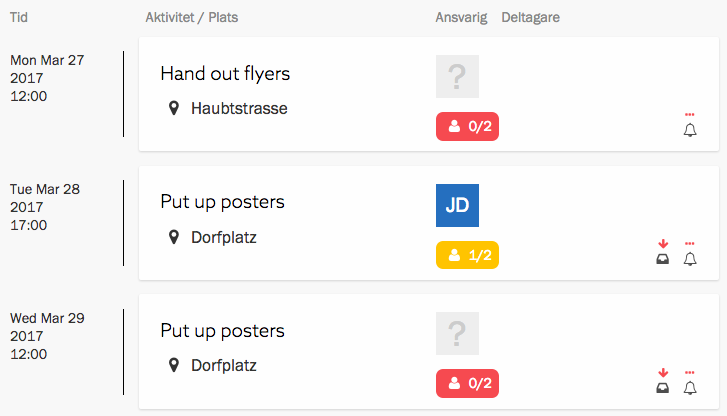 Tid Aktivitet / Plats Ansvarig Deltagare
Mon Mar 27
2017
12:00
Hand out flyers
Haubtstrasse
?
0/2
Tue Mar 28
2017
17:00
Put up posters
Dorfplatz
JD
1/2
Wed Mar 29
2017
12:00
Put up posters
Dorfplatz
?
0/2